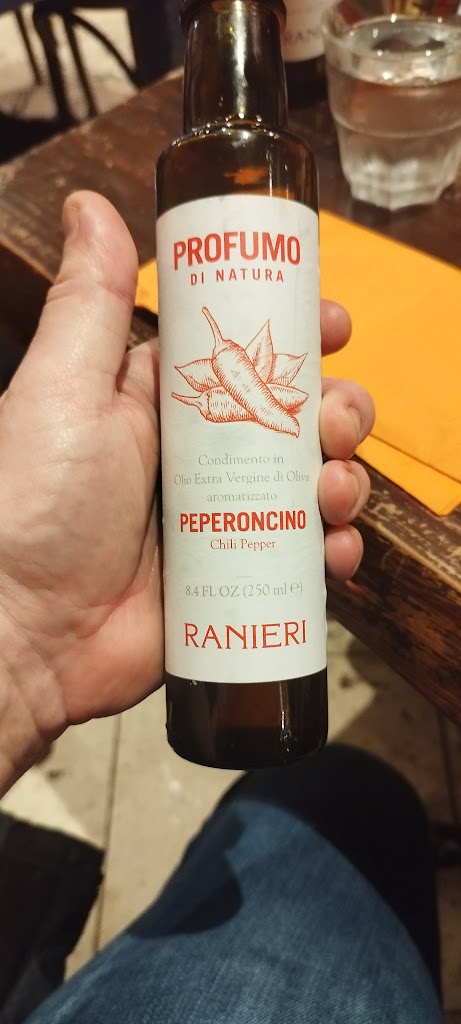 PROFUMO
DI NATURA
Condimento in
Olio Extra Vergine di Oliva
aromatizzato
PEPERONCINO
Chili Pepper
8.4 FL OZ (250 ml ℮)
RANIERI